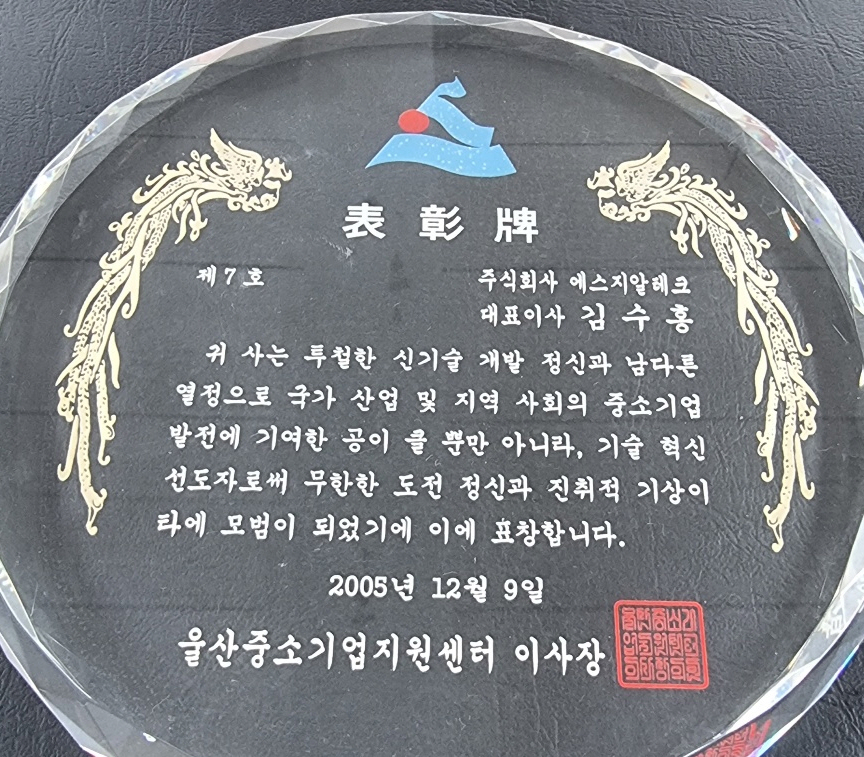 表彰牌
제 7 호
주식회사 에스지알테크
대표이사 김 수 홍
귀 사는 투철한 신기술 개발 정신과 남다른
열정으로 국가 산업 및 지역 사회의 중소기업
발전에 기여한 공이 클 뿐만 아니라, 기술 혁신
선도자로써 무한한 도전 정신과 진취적 기상이
타에 모범이 되었기에 이에 표창합니다.
2005년 12월 9일
울산중소기업지원센터 이사장